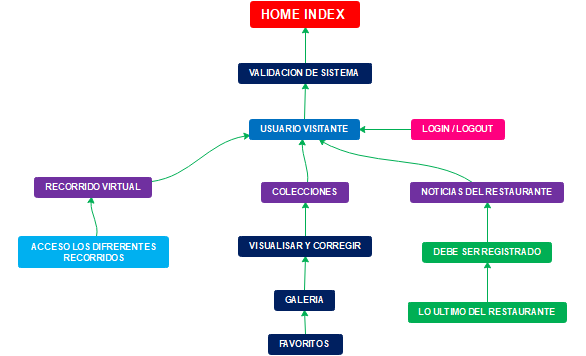 HOME INDEX
VALIDACION DE SISTEMA
USUARIO VISITANTE
LOGIN / LOGOUT
RECORRIDO VIRTUAL
COLECCIONES
NOTICIAS DEL RESTAURANTE
ACCESO LOS DIFRERENTES
RECORRIDOS
VISUALISAR Y CORREGIR
DEBE SER REGISTRADO
GALERIA
LO ULTIMO DEL RESTAURANTE
FAVORITOS